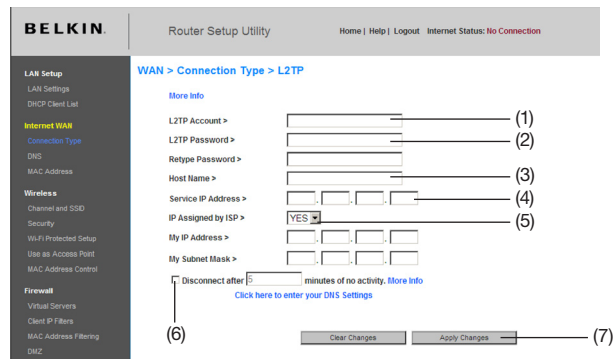 BELKIN. Router Setup Utility Home | Help | Logout Internet Status: No Connection
LAN Setup
LAN Settings
DHCP Client List
Internet WAN
Connection Type
DNS
MAC Address
Wireless
Channel and SSID
Security
Wi-Fi Protected Setup
Use as Access Point
MAC Address Control
Firewall
Virtual Servers
Client IP Filters
MAC Address Filtering
DMZ
WAN > Connection Type > L2TP
More Info
L2TP Account > (1)
L2TP Password > (2)
Retype Password >
Host Name > (3)
Service IP Address > . . . (4)
IP Assigned by ISP > YES (5)
My IP Address > . . .
My Subnet Mask > . . .
Disconnect after 5 minutes of no activity. More Info
Click here to enter your DNS Settings
(6)
Clear Changes Apply Changes (7)